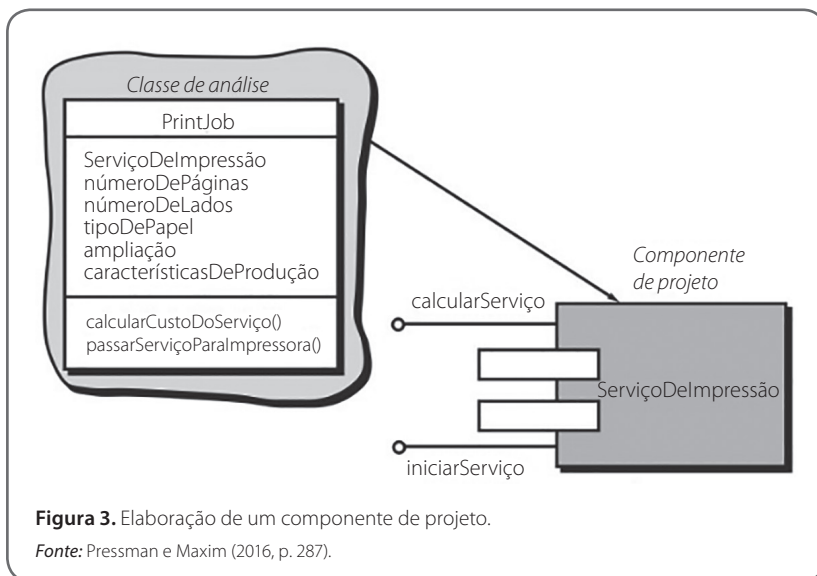 Classe de análise
PrintJob
ServiçoDeImpressão
númeroDePáginas
númeroDeLados
tipoDePapel
ampliação
característicasDeProdução
calcularCustoDoServiço()
passarServiçoParaImpressora()
Componente
de projeto
calcularServiço
ServiçoDeImpressão
iniciarServiço
Figura 3. Elaboração de um componente de projeto.
Fonte: Pressman e Maxim (2016, p. 287).